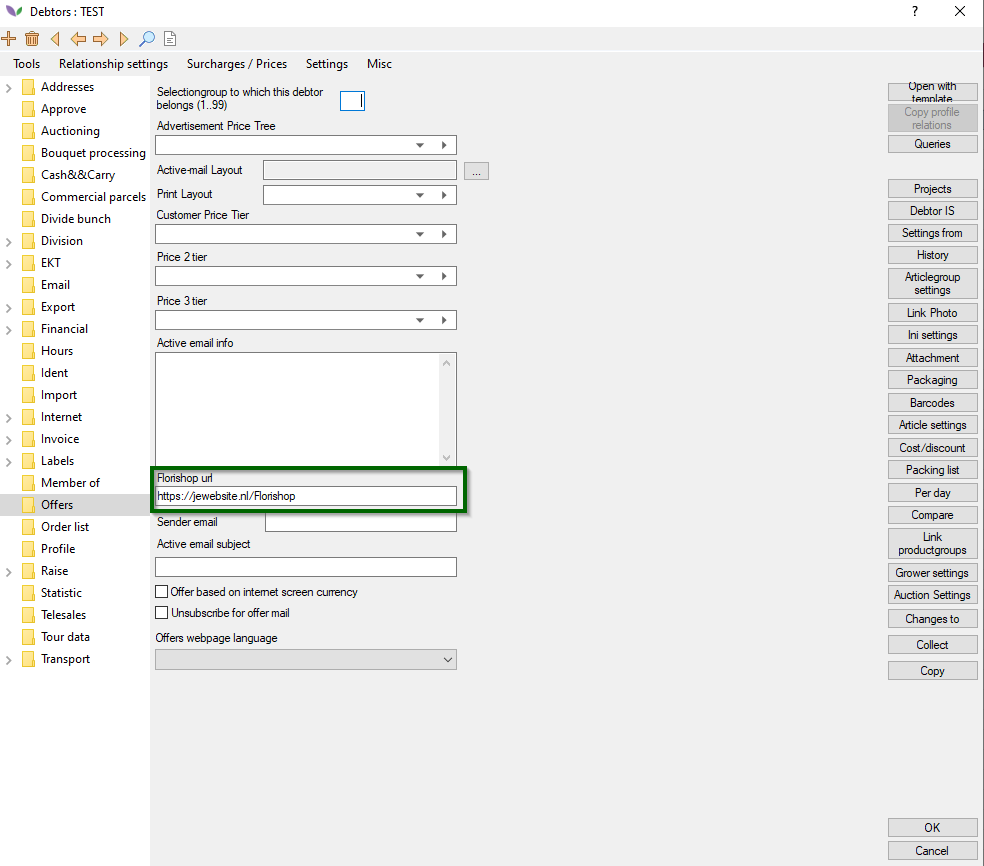 Debtors : TEST
?
Tools Relationship settings Surcharges / Prices Settings Misc
Addresses
Approve
Auctioning
Bouquet processing
Cash&&Carry
Commercial parcels
Divide bunch
Division
EKT
Email
Export
Financial
Hours
Ident
Import
Internet
Invoice
Labels
Member of
Offers
Order list
Profile
Raise
Statistic
Telesales
Tour data
Transport
Selectiongroup to which this debtor
belongs (1..99)
Advertisement Price Tree
Active-mail Layout
...
Print Layout
Customer Price Tier
Price 2 tier
Price 3 tier
Active email info
Florishop url
https://jewebsite.nl/Florishop
Sender email
Active email subject
Offer based on internet screen currency
Unsubscribe for offer mail
Offers webpage language
Open with
template
Copy profile
relations
Queries
Projects
Debtor IS
Settings from
History
Articlegroup
settings
Link Photo
Ini settings
Attachment
Packaging
Barcodes
Article settings
Cost/discount
Packing list
Per day
Compare
Link
productgroups
Grower settings
Auction Settings
Changes to
Collect
Copy
OK
Cancel